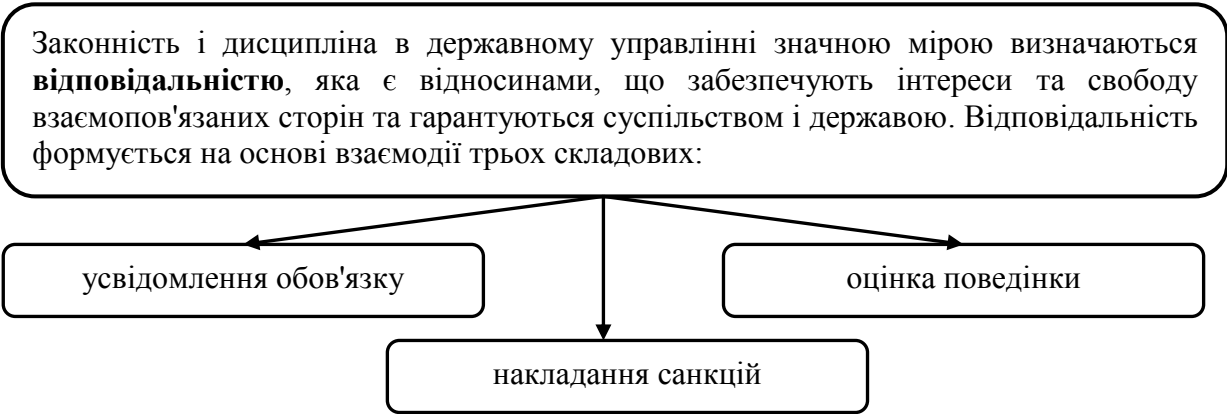 Законність і дисципліна в державному управлінні значною мірою визначаються
відповідальністю, яка є відносинами, що забезпечують інтереси та свободу
взаємопов'язаних сторін та гарантуються суспільством і державою. Відповідальність
формується на основі взаємодії трьох складових:
усвідомлення обов'язку
оцінка поведінки
накладання санкцій